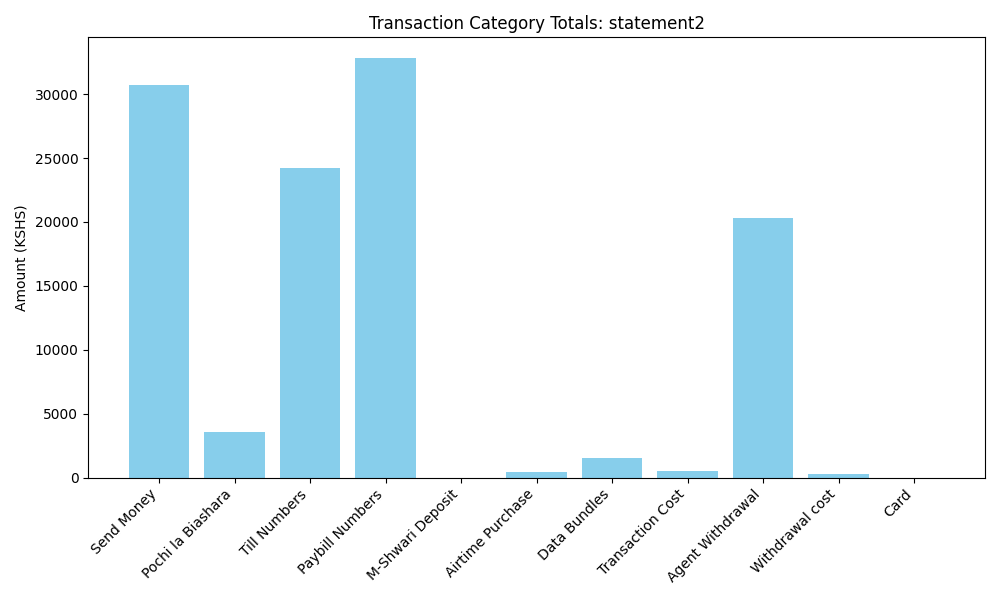 Transaction Category Totals: statement2
Amount (KSHS)
30000
25000
20000
15000
10000
5000
0
Send Money
Pochi la Biashara
Till Numbers
Paybill Numbers
M-Shwari Deposit
Airtime Purchase
Data Bundles
Transaction Cost
Agent Withdrawal
Withdrawal cost
Card